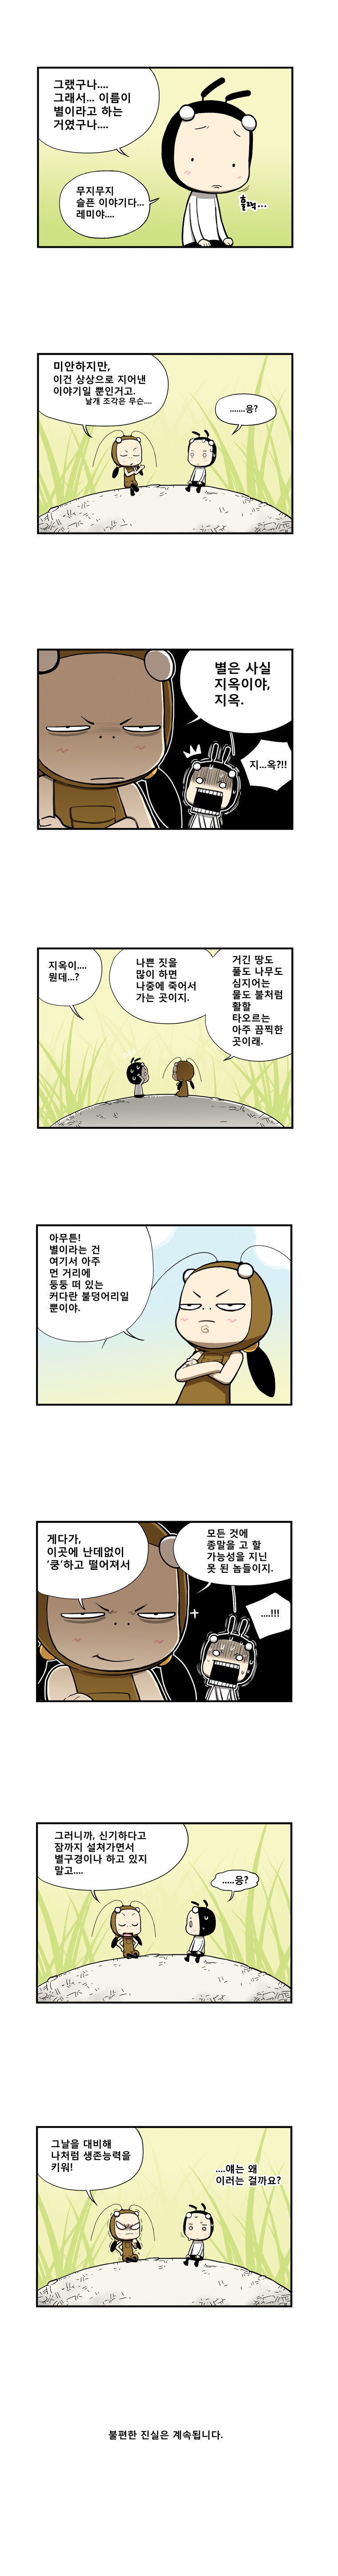 그랬구나....
그래서... 이름이
별이라고 하는
거였구나....
무지무지
슬픈 이야기다...
레미야....
훌쩍...
미안하지만,
이건 상상으로 지어낸
이야기일 뿐인거고.
날개 조각은 무슨....
.......응?
별은 사실
지옥이야,
지옥.
지...옥?!!
지옥이....
뭔데...?
나쁜 짓을
많이 하면
나중에 죽어서
가는 곳이지.
거긴 땅도
풀도 나무도
심지어는
물도 불처럼
활할
타오르는
아주 끔찍한
곳이래.
아무튼!
별이라는 건
여기서 아주
먼 거리에
둥둥 떠 있는
커다란 불덩어리일
뿐이야.
게다가,
이곳에 난데없이
‘쿵’하고 떨어져서
모든 것에
종말을 고 할
가능성을 지닌
못 된 놈들이지.
....!!!
그러니까, 신기하다고
잠까지 설쳐가면서
별구경이나 하고 있지
말고....
.....응?
그날을 대비해
나처럼 생존능력을
키워!
....얘는 왜
이러는 걸까요?
불편한 진실은 계속됩니다.